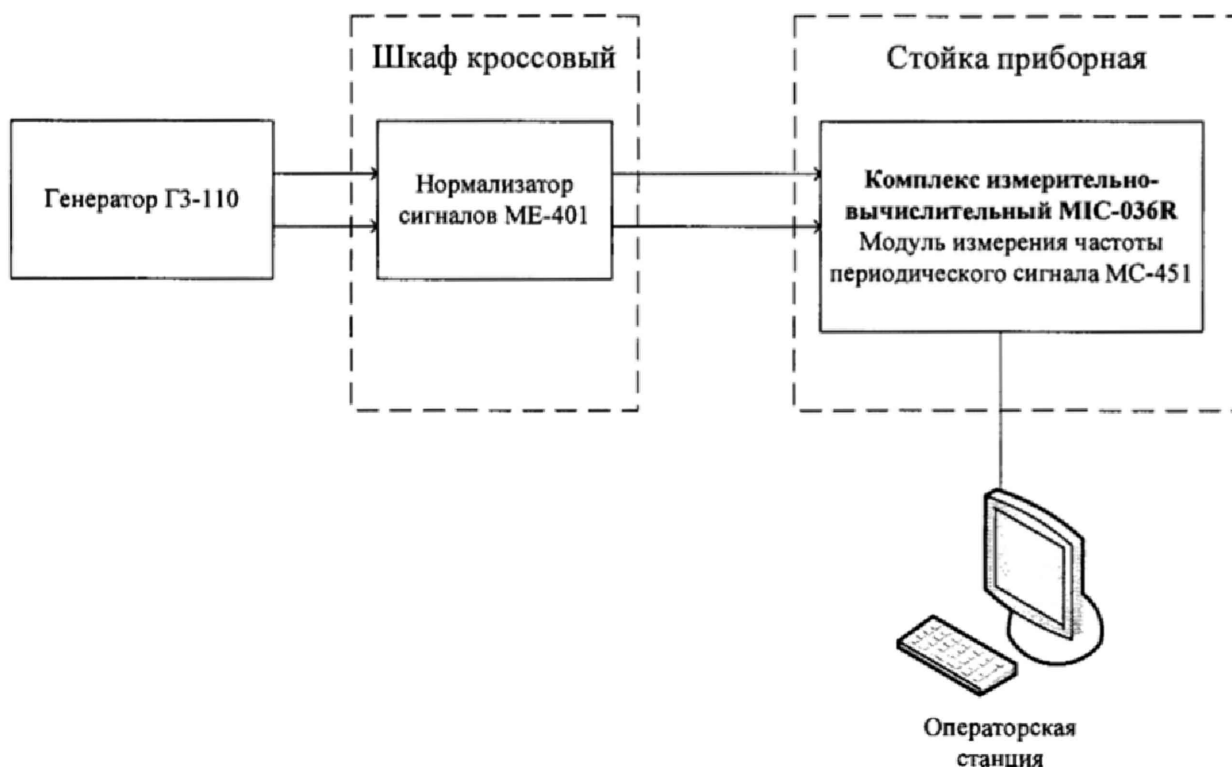 Шкаф кроссовый
Стойка приборная
Генератор ГЗ-110
Нормализатор
сигналов МЕ-401
Комплекс измерительно-
вычислительный MIC-036R
Модуль измерения частоты
периодического сигнала МС-451
Операторская
станция